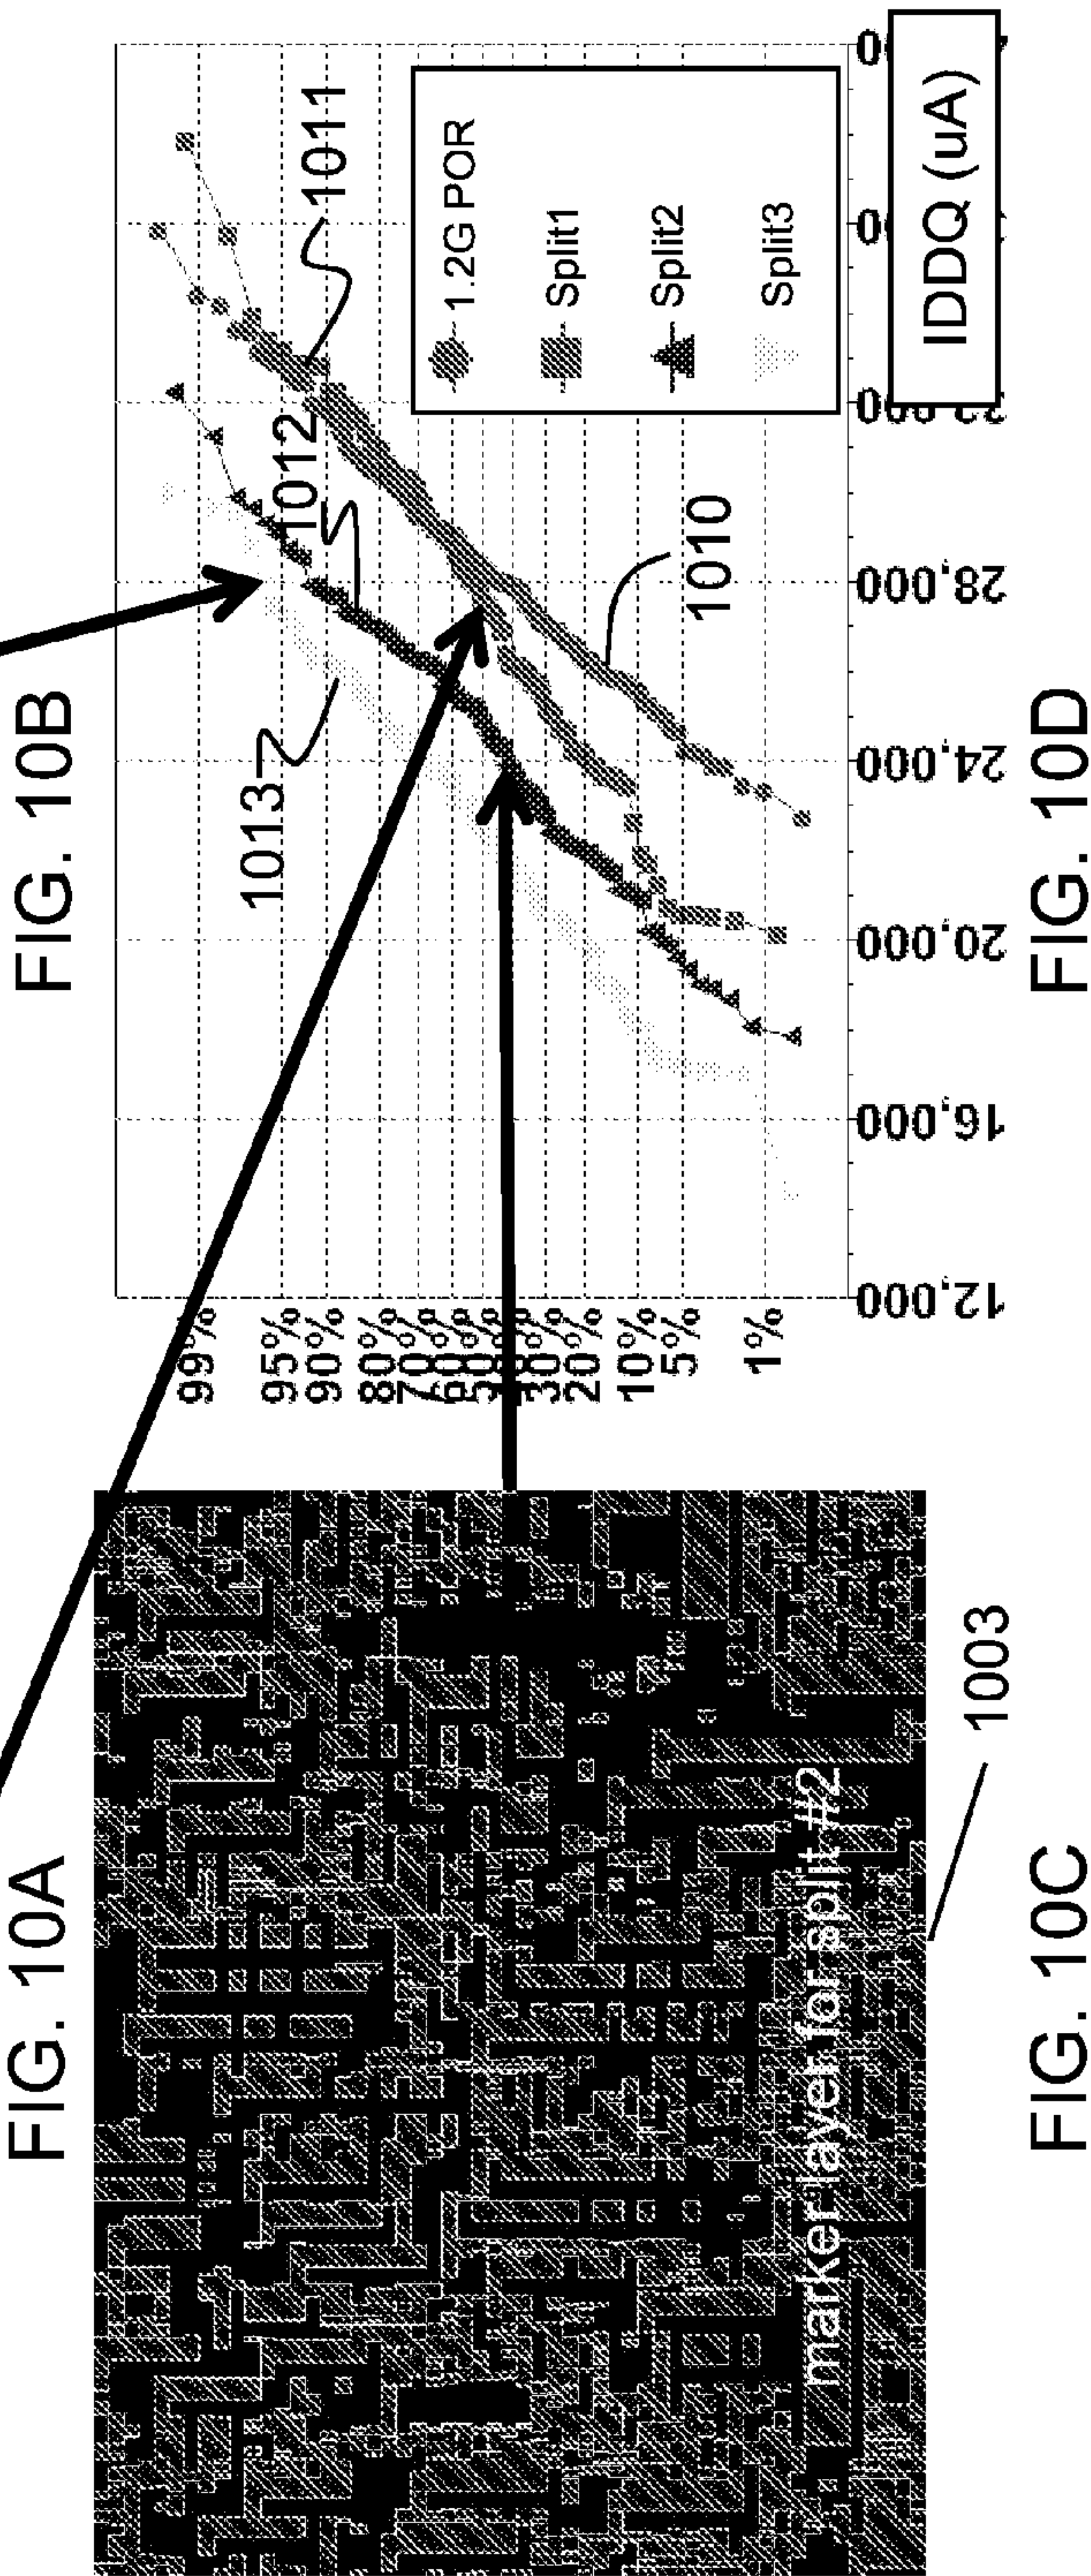 FIG. 10A
FIG. 10B
marker layer for split #2
1003
FIG. 10C
99%
95%
90%
80%
70%
60%
50%
30%
20%
10%
5%
1%
1013
1012
1011
1010
1.2G POR
Split1
Split2
Split3
12,000
16,000
20,000
24,000
28,000
IDDQ (uA)
FIG. 10D